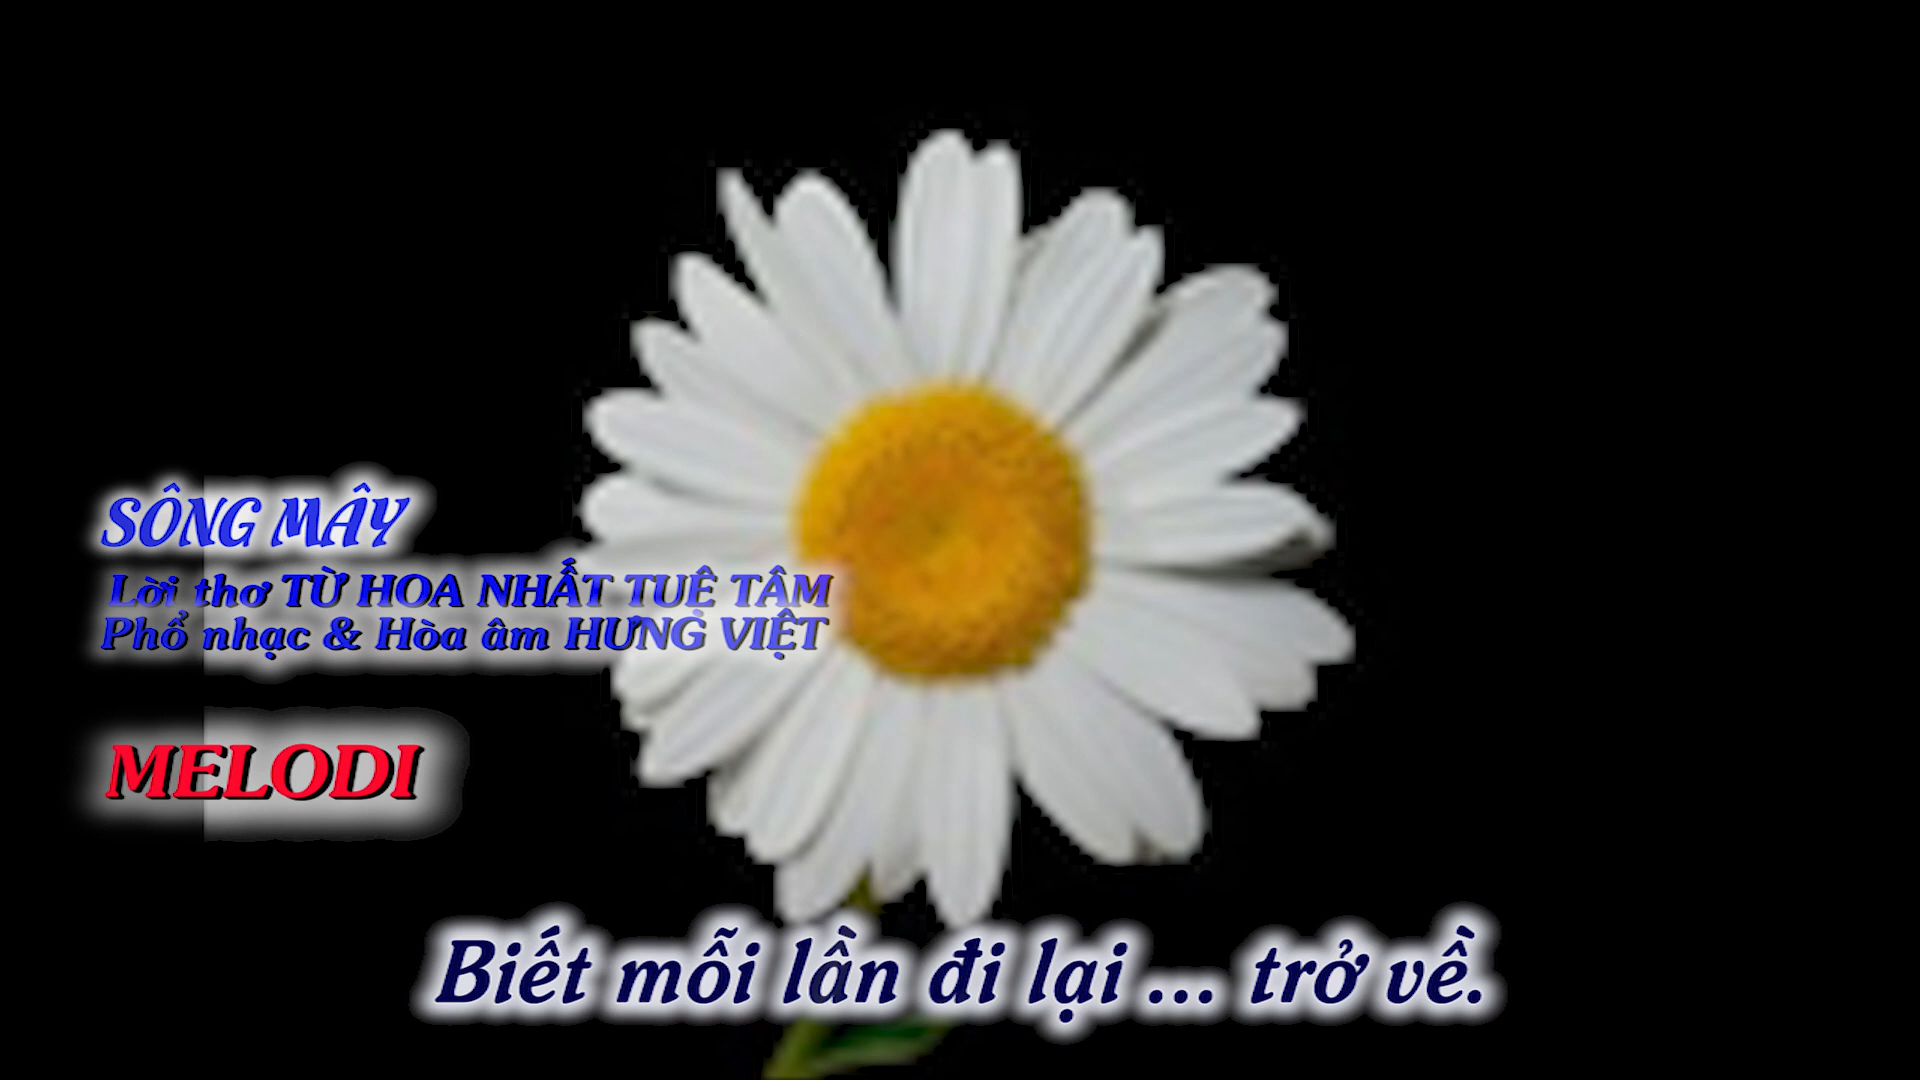 SÔNG MÂY
Lời thơ TỪ HOA NHẤT TUỆ TÂM
Phổ nhạc & Hòa âm HƯNG VIỆT
MELODI
Biết mỗi lần đi lại ... trở về.